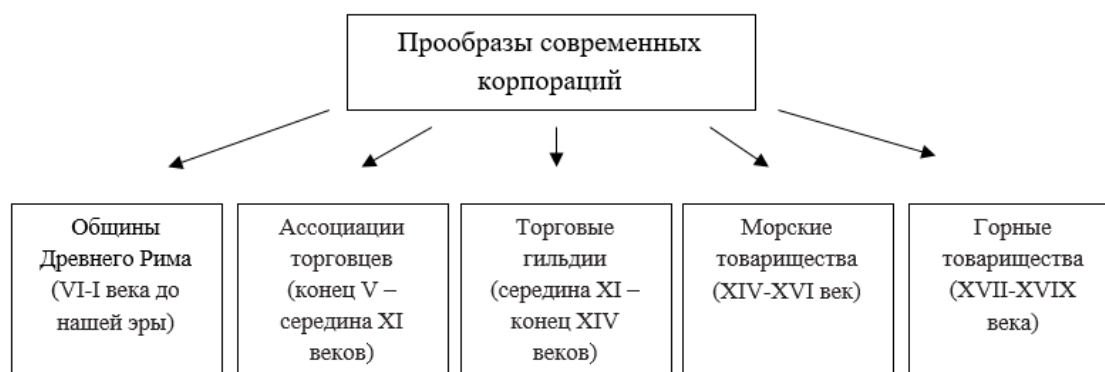 Прообразы современных
корпораций
Общины
Древнего Рима
(VI-I века до
нашей эры)
Ассоциации
торговцев
(конец V –
середина XI
веков)
Торговые
гильдии
(середина XI –
конец XIV
веков)
Морские
товарищества
(XIV-XVI век)
Горные
товарищества
(XVII-XVIX
века)